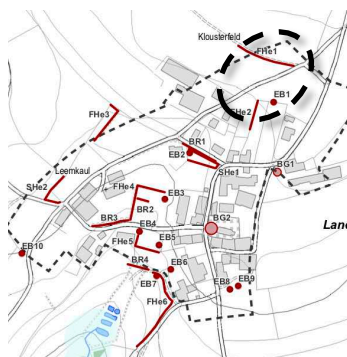 Klousterfeld
FHe1
EB1
FHe2
FHe3
BR1
EB2
BG1
SHe1
Leemkaul
SHe2
FHe4
EB3
BR2
BR3
EB4
BG2
Land
FHe5
EB5
EB10
BR4
EB6
EB7
EB8
EB9
FHe6